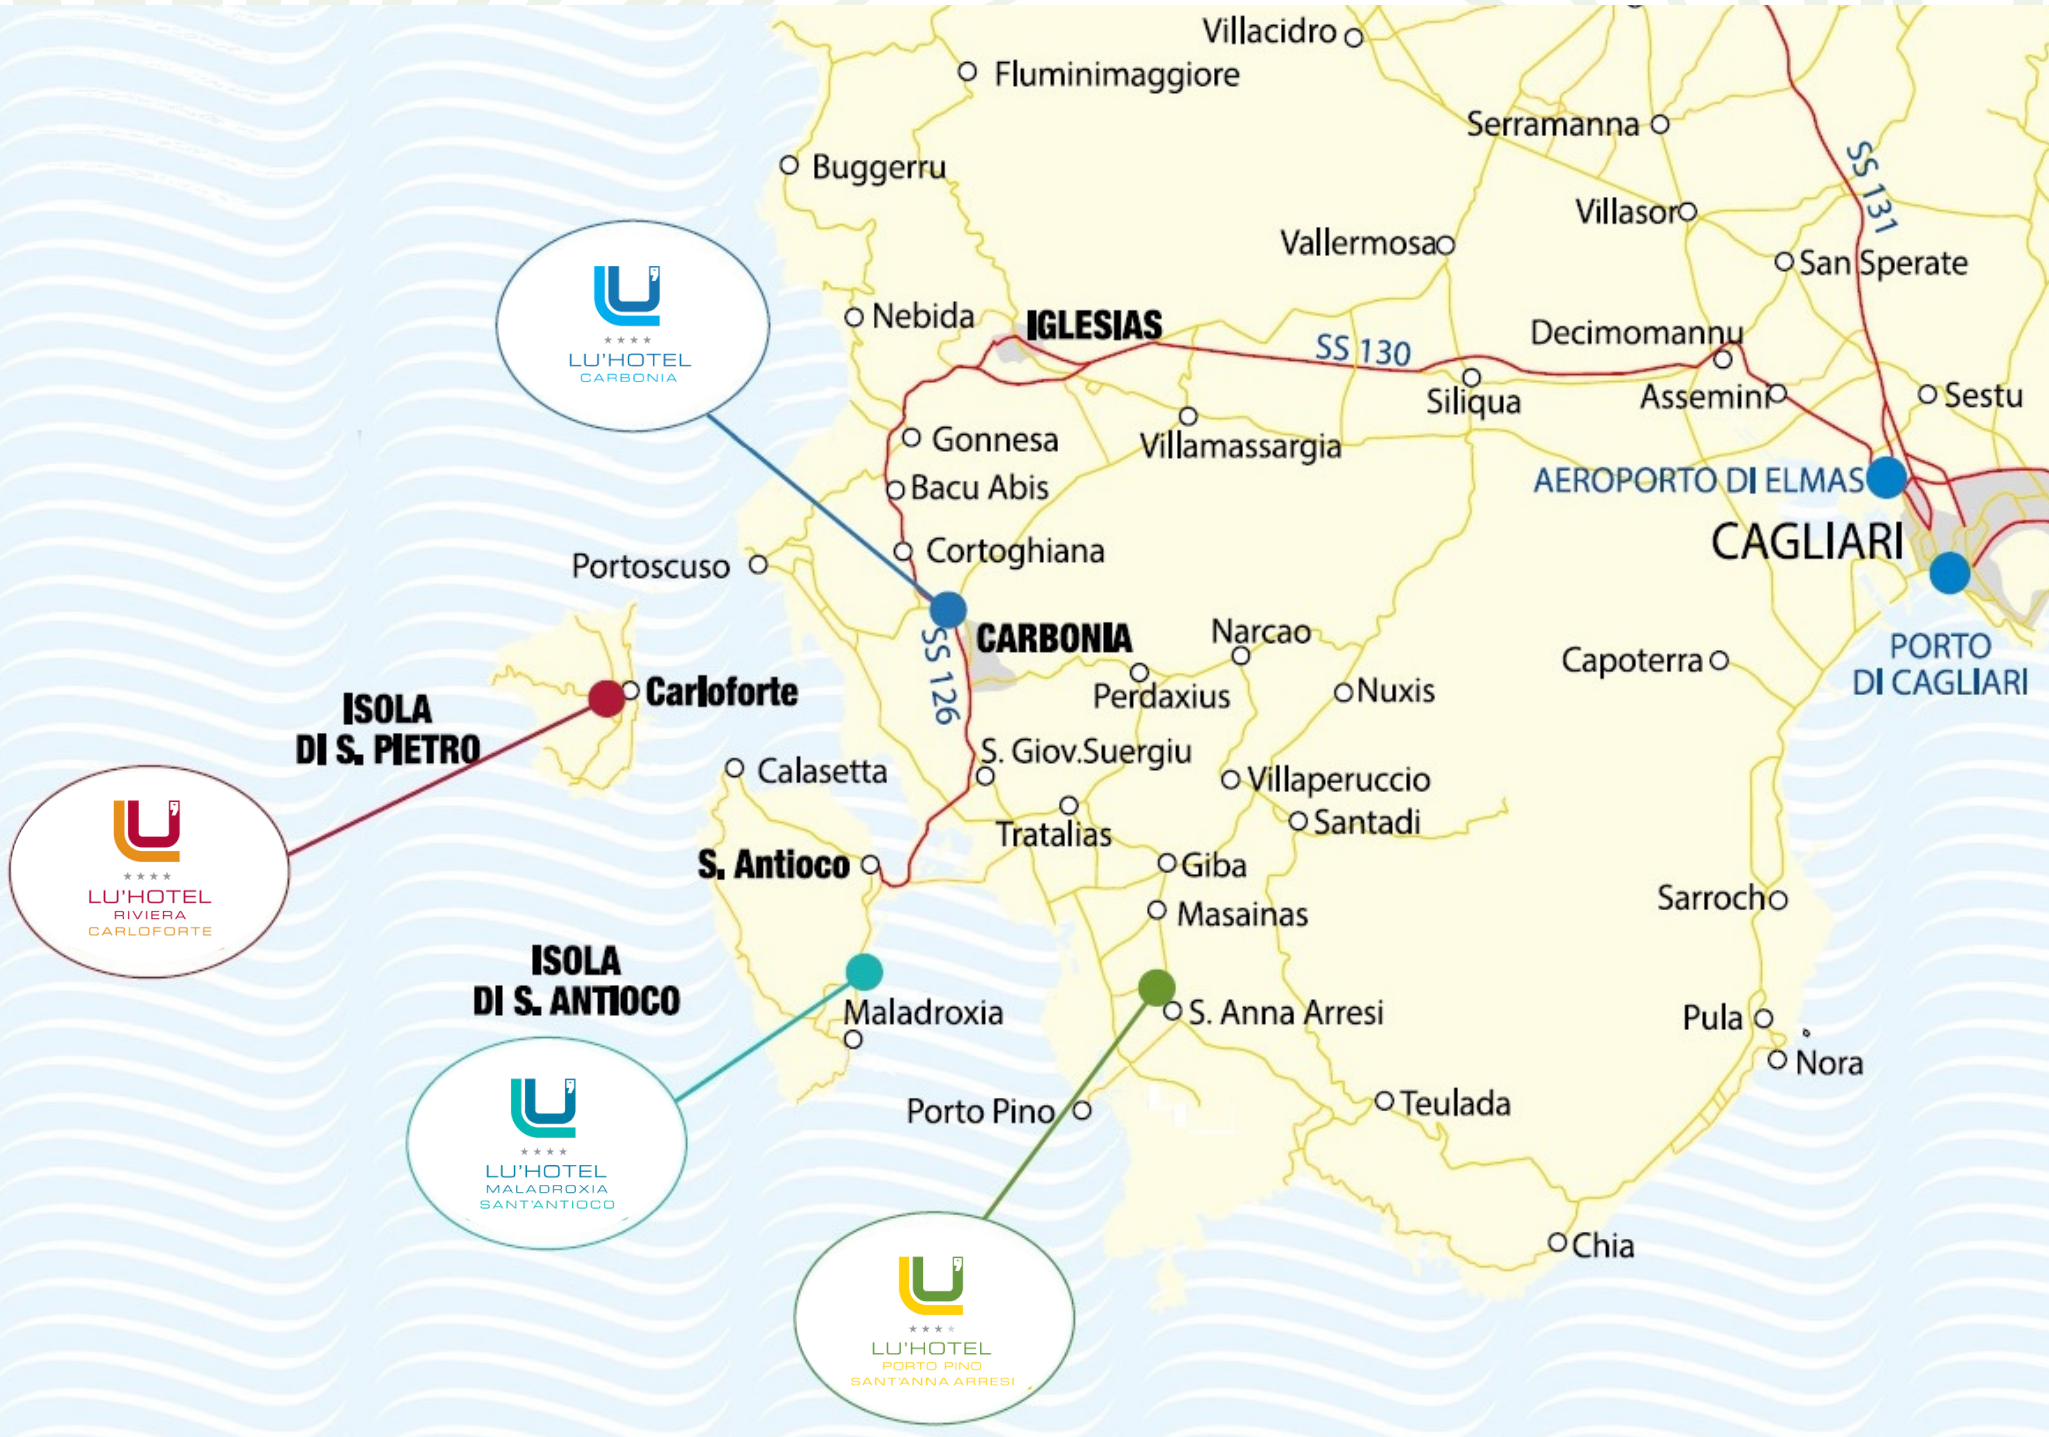 Villacidro
Fluminimaggiore
Serramanna
Buggerru
SS 131
Villasor
Vallermosa
San Sperate
LU'HOTEL
CARBONIA
Nebida
IGLESIAS
SS 130
Decimomannu
Siliqua
Assemini
Sestu
Gonnesa
Villamassargia
Bacu Abis
AEROPORTO DI ELMAS
CAGLIARI
Cortoghiana
Portoscuso
CARBONIA
SS 126
Narcao
PORTO
DI CAGLIARI
Capoterra
Perdaxius
Nuxis
Carloforte
ISOLA
DI S. PIETRO
S. Giov.Suergiu
Calasetta
Villaperuccio
Santadi
Tratalias
S. Antioco
Giba
LU'HOTEL
RIVIERA
CARLOFORTE
Masainas
Sarroch
ISOLA
DI S. ANTIOCO
Maladroxia
S. Anna Arresi
Pula
Nora
Porto Pino
Teulada
LU'HOTEL
MALADROXIA
SANT'ANTIOCO
Chia
LU'HOTEL
PORTO PINO
SANT'ANNA ARRESI